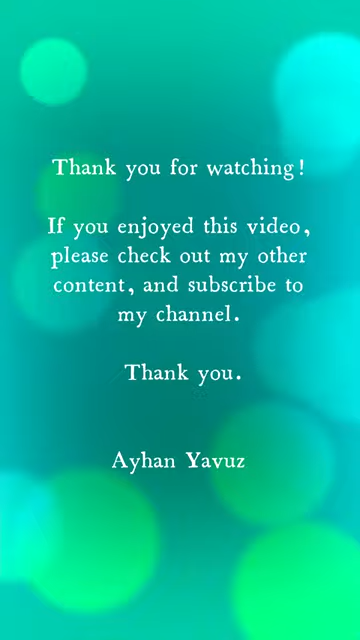 Thank you for watching!
If you enjoyed this video,
please check out my other
content, and subscribe to
my channel.
Thank you.
Ayhan Yavuz